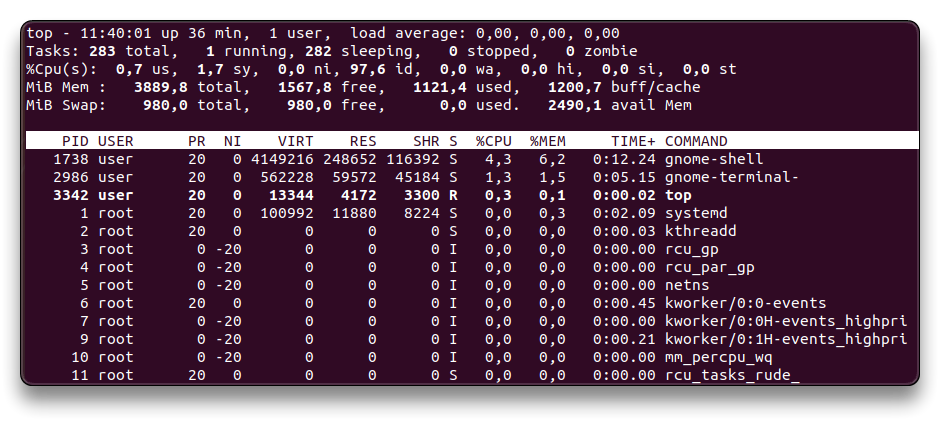 top - 11:40:01 up 36 min,  1 user,  load average: 0,00, 0,00, 0,00
Tasks: 283 total,   1 running, 282 sleeping,   0 stopped,   0 zombie
%Cpu(s):  0,7 us,  1,7 sy,  0,0 ni, 97,6 id,  0,0 wa,  0,0 hi,  0,0 si,  0,0 st
MiB Mem :   3889,8 total,   1567,8 free,   1121,4 used,   1200,7 buff/cache
MiB Swap:    980,0 total,    980,0 free,      0,0 used.   2490,1 avail Mem
PID USER      PR  NI    VIRT    RES    SHR S  %CPU  %MEM     TIME+ COMMAND
1738 user      20   0 4149216 248652 116392 S   4,3   6,2   0:12.24 gnome-shell
2986 user      20   0  562228  59572  45184 S   1,3   1,5   0:05.15 gnome-terminal-
3342 user      20   0   13344   4172   3300 R   0,3   0,1   0:00.02 top
1 root      20   0  100992  11880   8224 S   0,0   0,3   0:02.09 systemd
2 root      20   0       0      0      0 S   0,0   0,0   0:00.03 kthreadd
3 root       0 -20       0      0      0 I   0,0   0,0   0:00.00 rcu_gp
4 root       0 -20       0      0      0 I   0,0   0,0   0:00.00 rcu_par_gp
5 root       0 -20       0      0      0 I   0,0   0,0   0:00.00 netns
6 root      20   0       0      0      0 I   0,0   0,0   0:00.45 kworker/0:0-events
7 root       0 -20       0      0      0 I   0,0   0,0   0:00.00 kworker/0:0H-events_highpri
9 root       0 -20       0      0      0 I   0,0   0,0   0:00.21 kworker/0:1H-events_highpri
10 root       0 -20       0      0      0 I   0,0   0,0   0:00.00 mm_percpu_wq
11 root      20   0       0      0      0 S   0,0   0,0   0:00.00 rcu_tasks_rude_